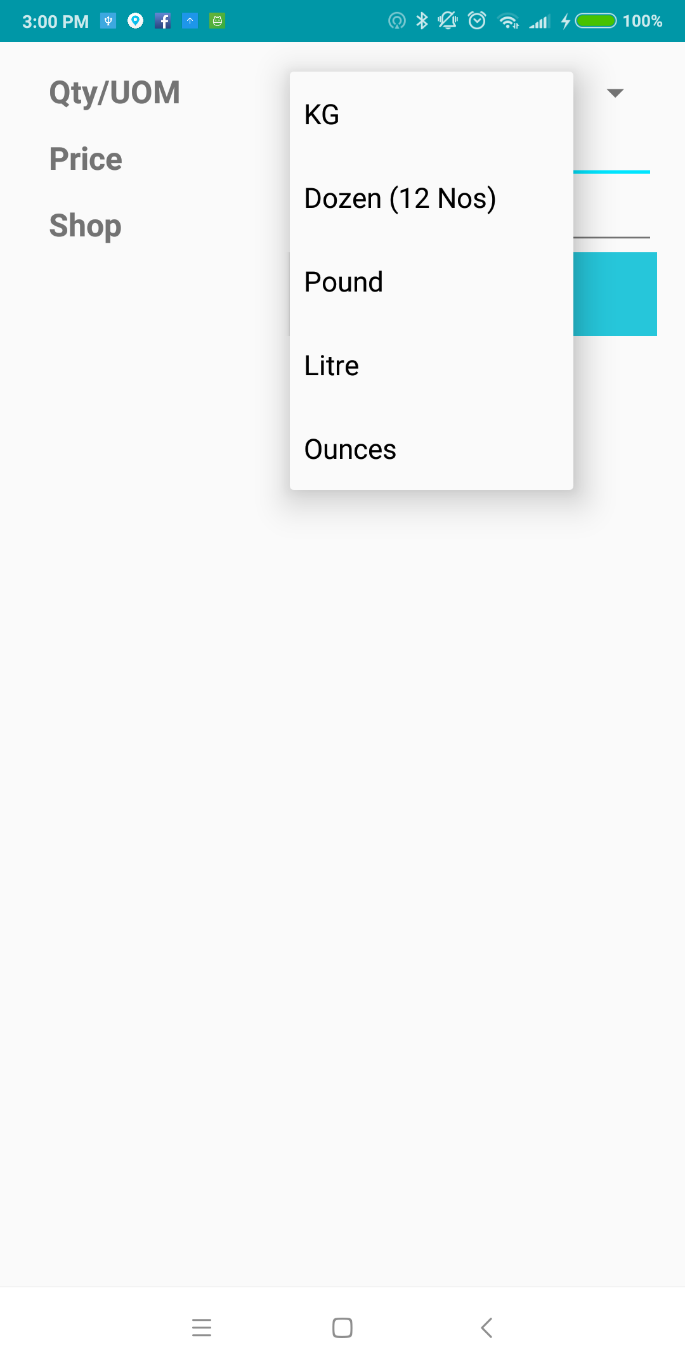 3:00 PM 100%
Qty/UOM
Price
Shop
KG
Dozen (12 Nos)
Pound
Litre
Ounces